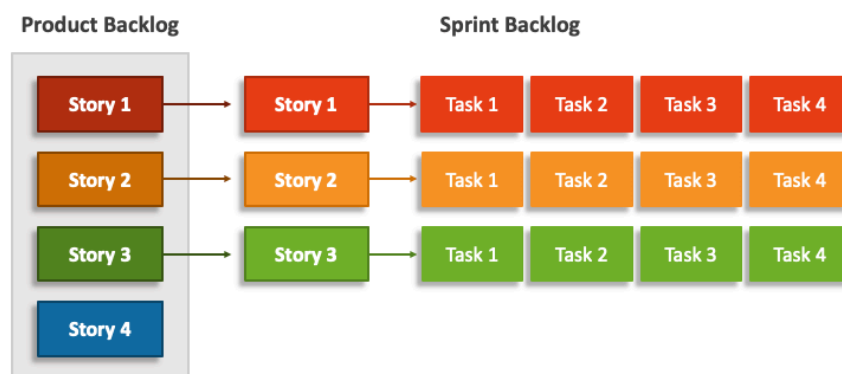 Product Backlog Sprint Backlog
Story 1 Story 1 Task 1 Task 2 Task 3 Task 4
Story 2 Story 2 Task 1 Task 2 Task 3 Task 4
Story 3 Story 3 Task 1 Task 2 Task 3 Task 4
Story 4